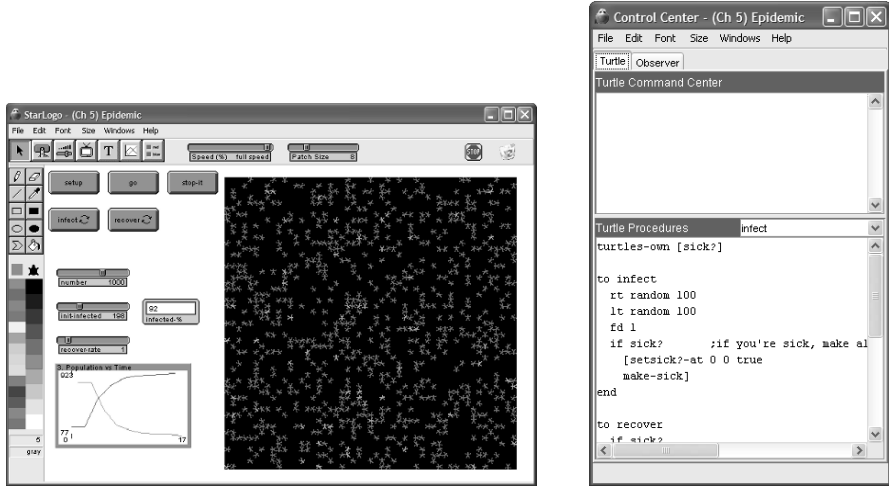 StarLogo - (Ch 5) Epidemic
File Edit Font Size Windows Help
T
Speed (%) full speed
Patch Size 8
STOP
setup go stop-it
infect recover
number 1000
init-infected 198
92
infected-%
recover-rate 1
3. Population vs Time
923
77
0 17
5
gray
Control Center - (Ch 5) Epidemic
File Edit Font Size Windows Help
Turtle Observer
Turtle Command Center
Turtle Procedures infect
turtles-own [sick?]
to infect
rt random 100
lt random 100
fd 1
if sick? ;if you're sick, make al
[setsick?-at 0 0 true
make-sick]
end
to recover
if sick?